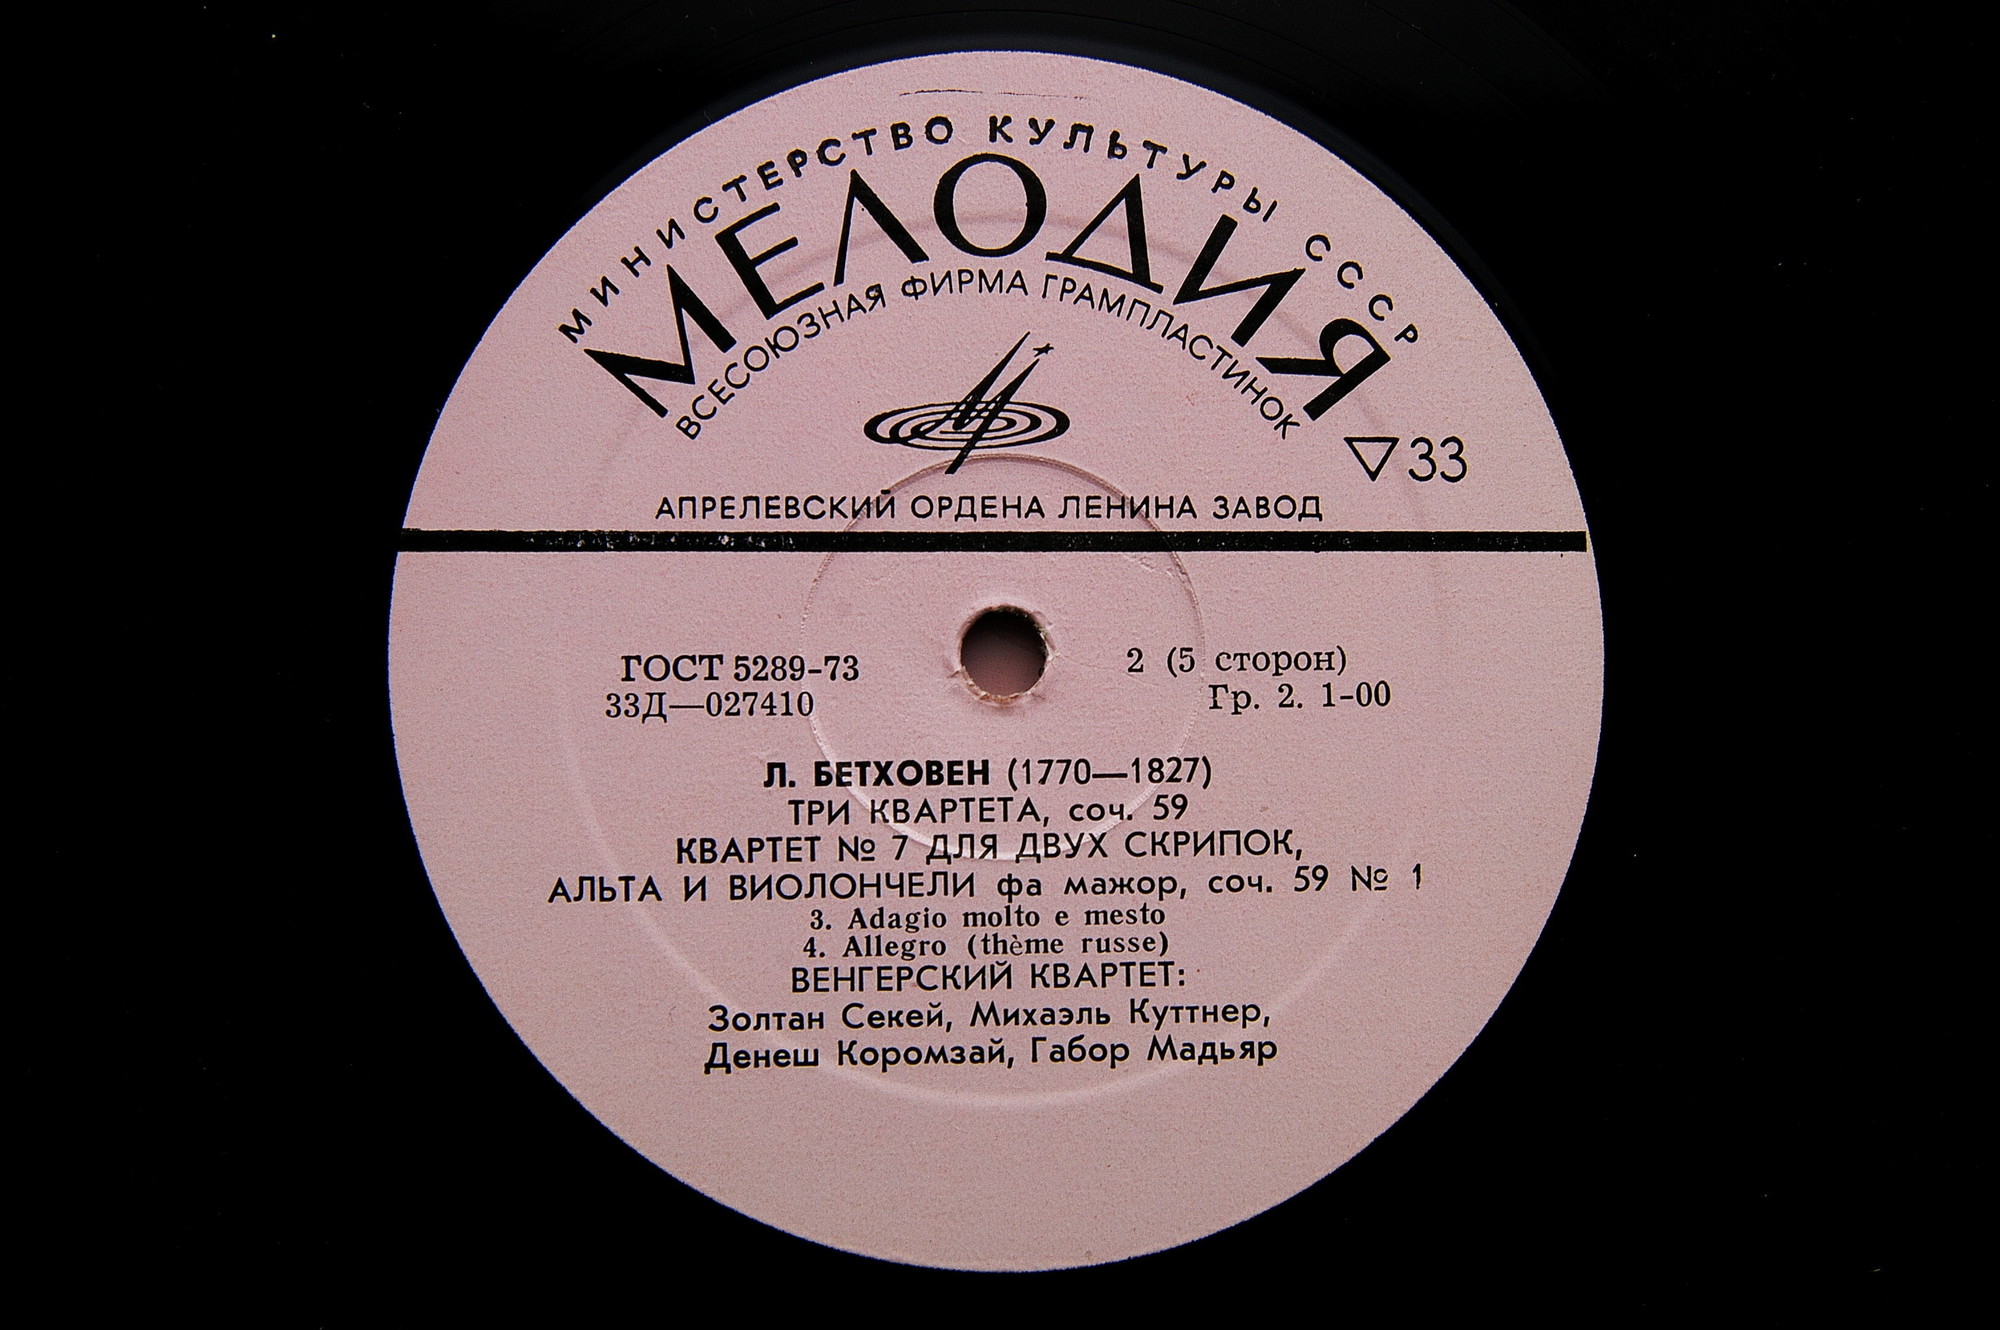 МИНИСТЕРСТВО КУЛЬТУРЫ СССР
МЕЛОДИЯ
ВСЕСОЮЗНАЯ ФИРМА ГРАМПЛАСТИНОК
▽33
АПРЕЛЕВСКИЙ ОРДЕНА ЛЕНИНА ЗАВОД
ГОСТ 5289-73
33Д—027410
2 (5 сторон)
Гр. 2. 1-00
Л. БЕТХОВЕН (1770—1827)
ТРИ КВАРТЕТА, соч. 59
КВАРТЕТ № 7 ДЛЯ ДВУХ СКРИПОК,
АЛЬТА И ВИОЛОНЧЕЛИ фа мажор, соч. 59 № 1
3. Adagio molto e mesto
4. Allegro (thème russe)
ВЕНГЕРСКИЙ КВАРТЕТ:
Золтан Секей, Михаэль Куттнер,
Денеш Коромзай, Габор Мадьяр